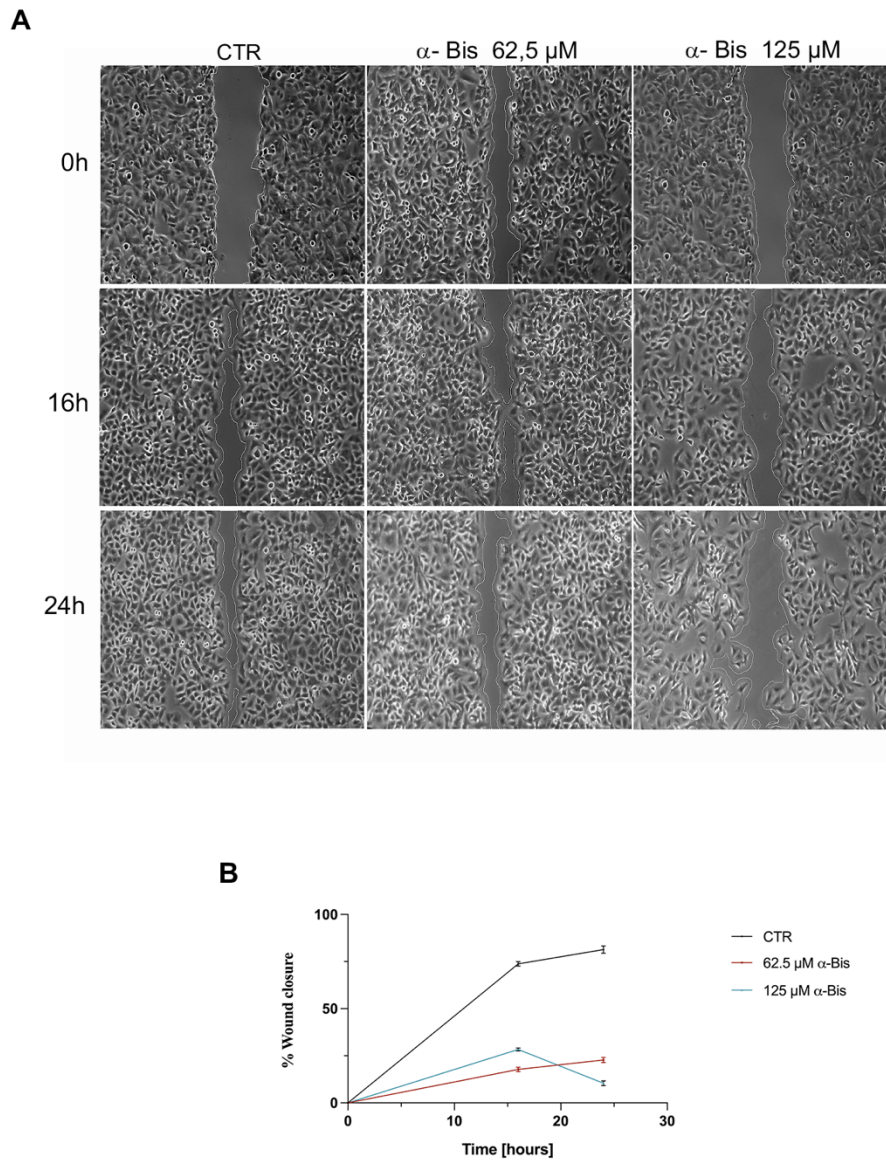 A
CTR
α- Bis 62,5 µM
α- Bis 125 µM
0h
16h
24h
B
100
50
0
% Wound closure
0
10
20
30
Time [hours]
CTR
62.5 µM α-Bis
125 µM α-Bis